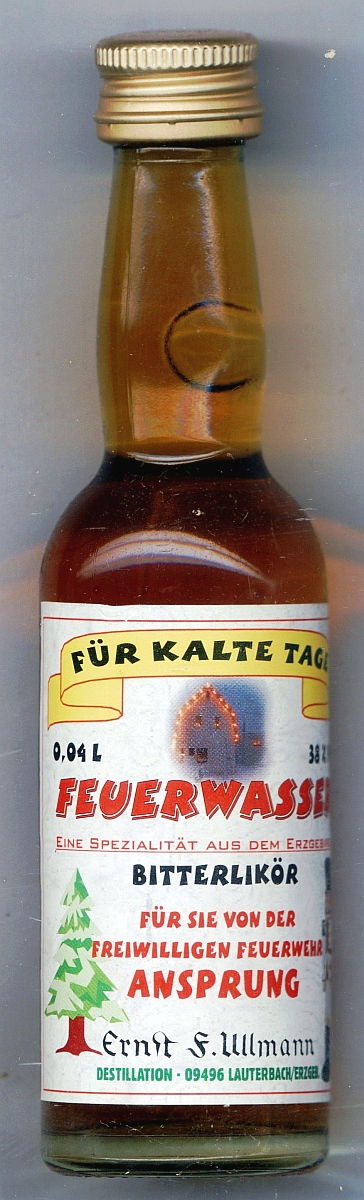 FÜR KALTE TAGE
0,04 L
38
FEUERWASSER
EINE SPEZIALITÄT AUS DEM ERZGEBIRGE
BITTERLIKÖR
FÜR SIE VON DER
FREIWILLIGEN FEUERWEHR
ANSPRUNG
Ernst F. Ullmann
DESTILLATION · 09496 LAUTERBACH/ERZGEB.